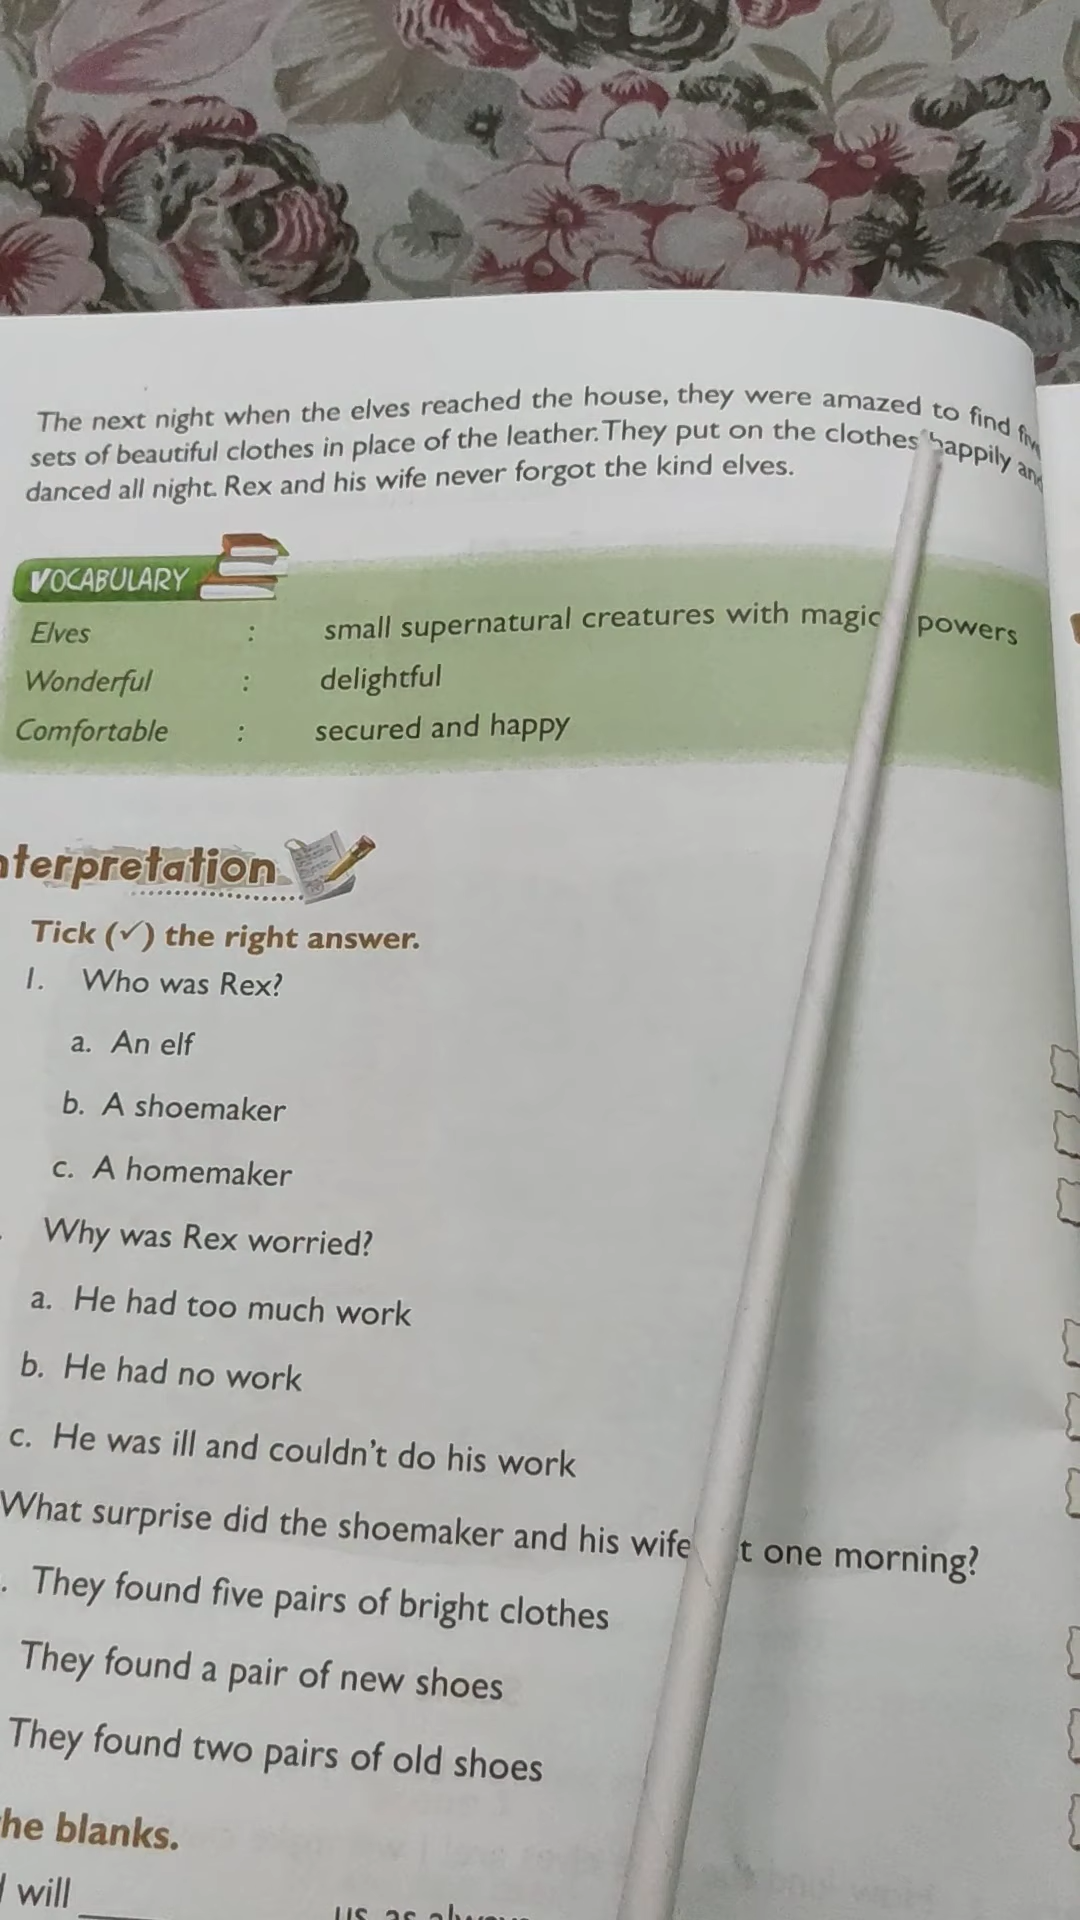 The next night when the elves reached the house, they were amazed to find
sets of beautiful clothes in place of the leather. They put on the clothes happily and
danced all night. Rex and his wife never forgot the kind elves.
VOCABULARY
Elves : small supernatural creatures with magic powers
Wonderful : delightful
Comfortable : secured and happy
nterpretation
Tick (✓) the right answer.
1. Who was Rex?
a. An elf
b. A shoemaker
c. A homemaker
Why was Rex worried?
a. He had too much work
b. He had no work
c. He was ill and couldn't do his work
What surprise did the shoemaker and his wife t one morning?
. They found five pairs of bright clothes
They found a pair of new shoes
They found two pairs of old shoes
he blanks.
will ______ us as